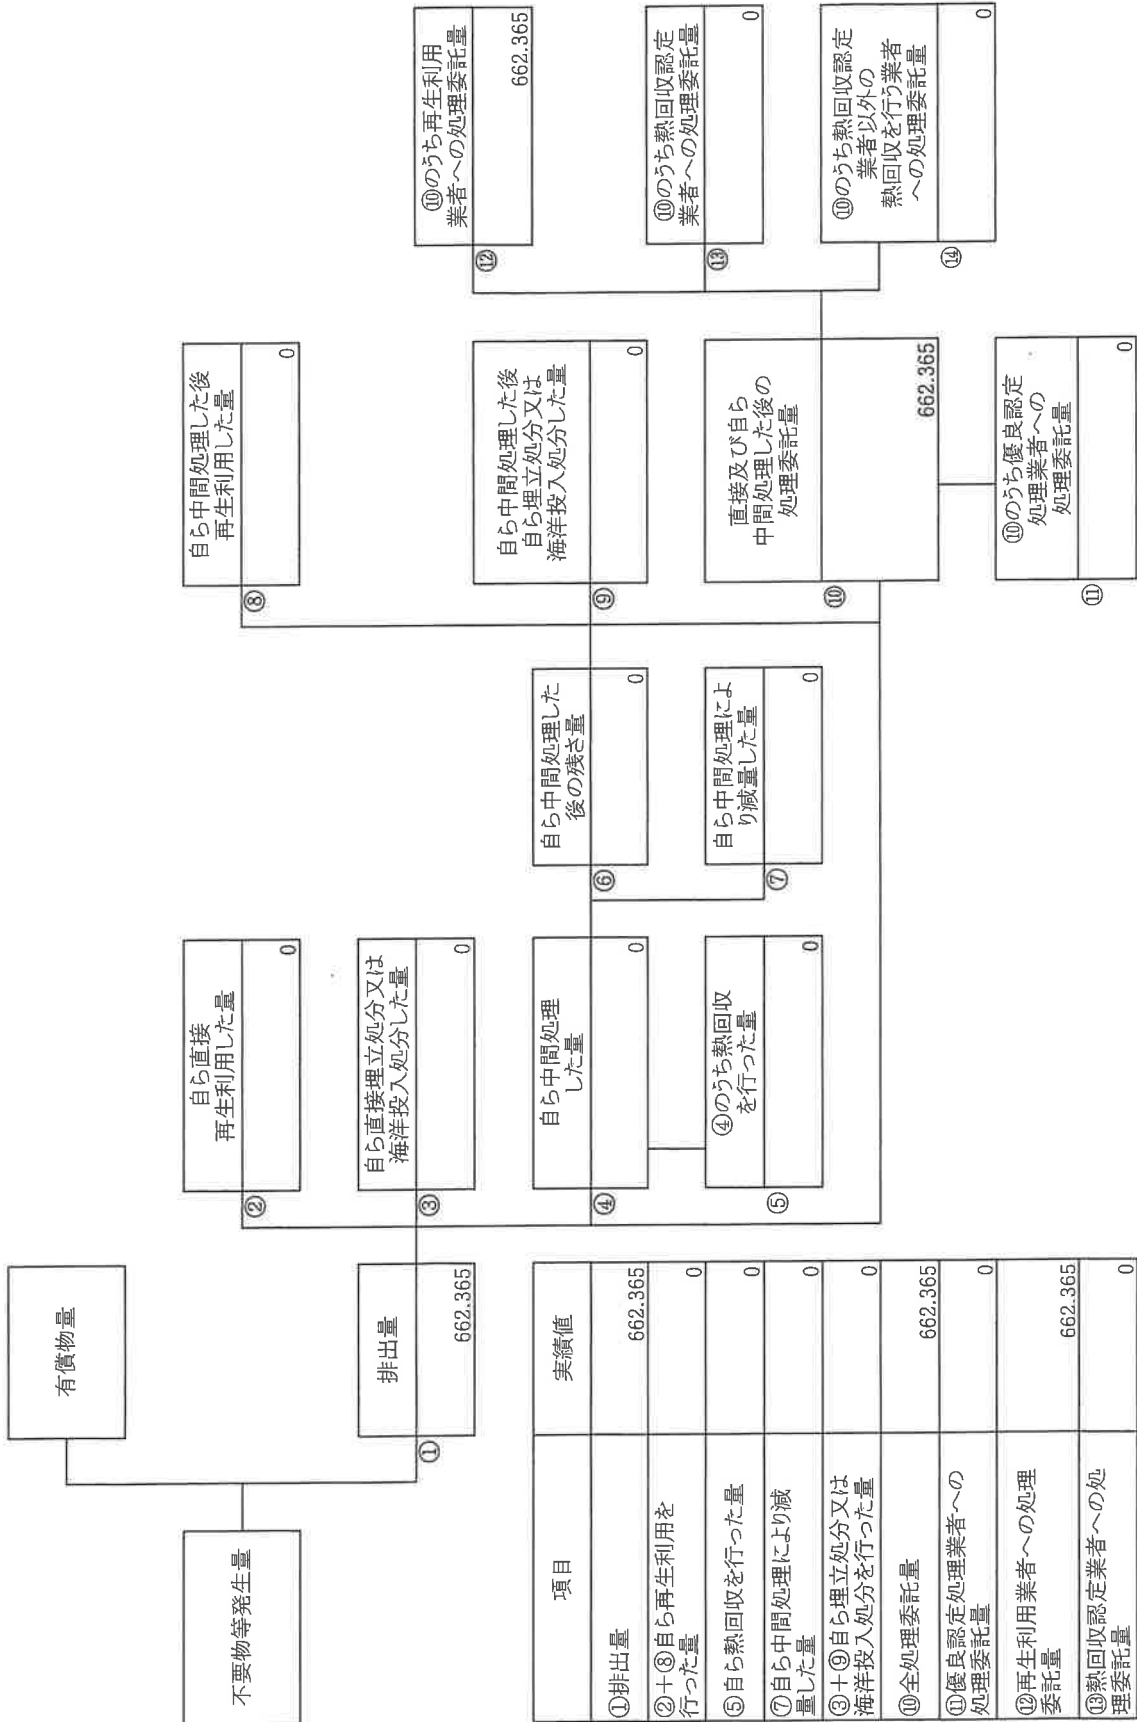 不要物等発生量
有償物量
排出量
①
662.365
自ら直接
再生利用した量
②
0
自ら直接埋立処分又は
海洋投入処分した量
③
0
自ら中間処理
した量
④
0
④のうち熱回収
を行った量
⑤
0
自ら中間処理した
後の残さ量
⑥
0
自ら中間処理によ
り減量した量
⑦
0
自ら中間処理した後
再生利用した量
⑧
0
自ら中間処理した後
自ら埋立処分又は
海洋投入処分した量
⑨
0
直接及び自ら
中間処理した後の
処理委託量
⑩
662.365
⑩のうち優良認定
処理業者への
処理委託量
⑪
0
⑩のうち再生利用
業者への処理委託量
⑫
662.365
⑩のうち熱回収認定
業者への処理委託量
⑬
0
⑩のうち熱回収認定
業者以外の
熱回収を行う業者
への処理委託量
⑭
0
項目 実績値
①排出量 662.365
②+⑧自ら再生利用を
行った量 0
⑤自ら熱回収を行った量 0
⑦自ら中間処理により減
量した量 0
③+⑨自ら埋立処分又は
海洋投入処分を行った量 0
⑩全処理委託量 662.365
⑪優良認定処理業者への
処理委託量 0
⑫再生利用業者への処理
委託量 662.365
⑬熱回収認定業者への処
理委託量 0